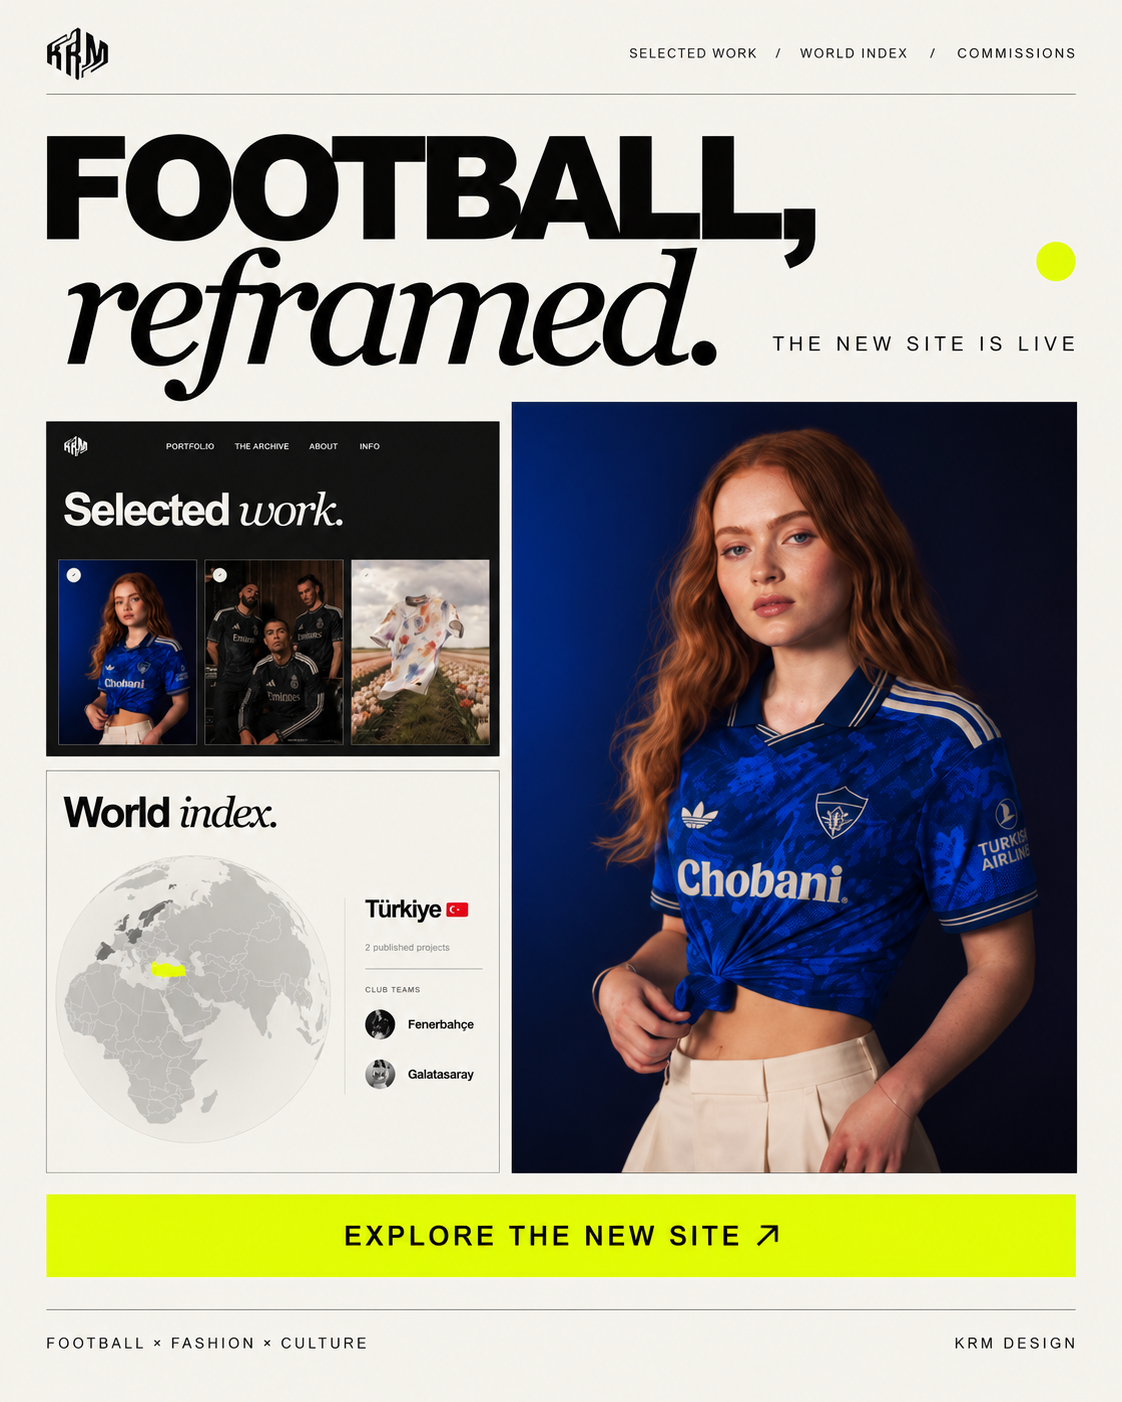 KRM
SELECTED WORK / WORLD INDEX / COMMISSIONS
FOOTBALL,
reframed.
THE NEW SITE IS LIVE
KRM
PORTFOLIO THE ARCHIVE ABOUT INFO
Selected work.
Chobani
Emirates
Emirates
World index.
Türkiye
2 published projects
CLUB TEAMS
Fenerbahçe
Galatasaray
Chobani®
TURKISH
AIRLINE
EXPLORE THE NEW SITE ↗
FOOTBALL × FASHION × CULTURE
KRM DESIGN